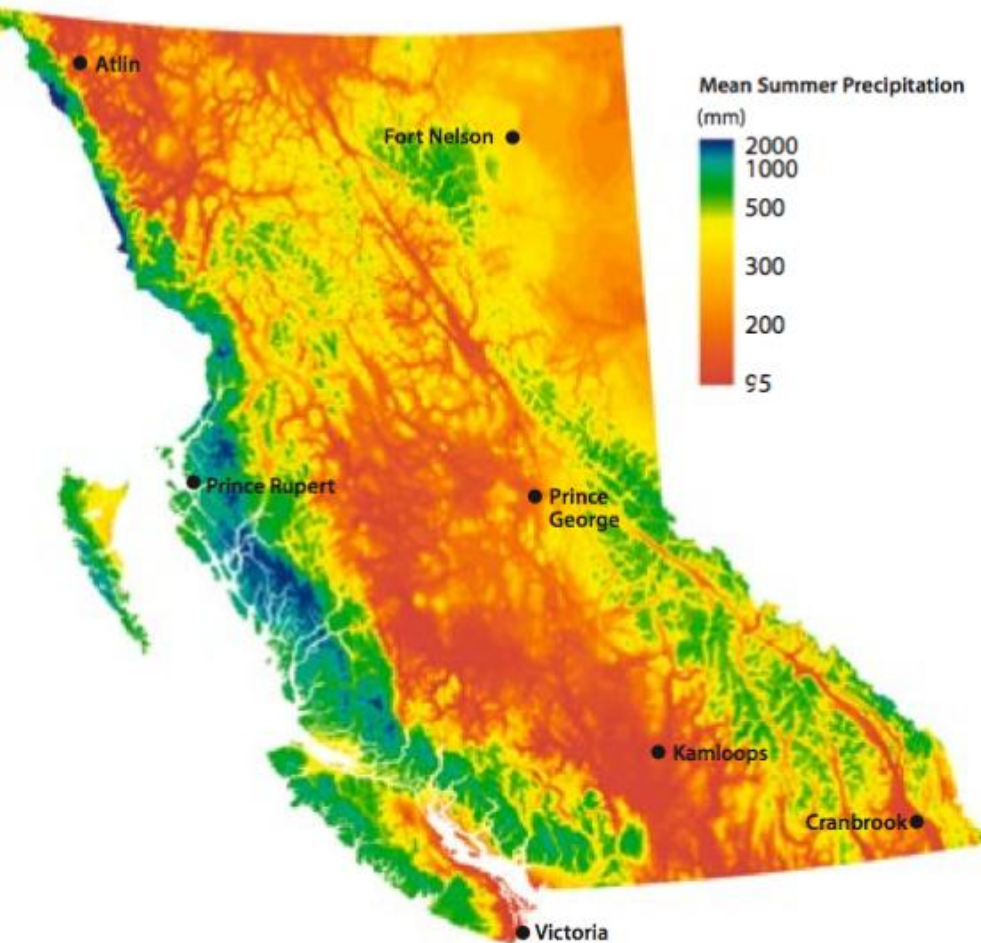 Atlin
Fort Nelson
Mean Summer Precipitation
(mm)
2000
1000
500
300
200
95
Prince Rupert
Prince
George
Kamloops
Cranbrook
Victoria